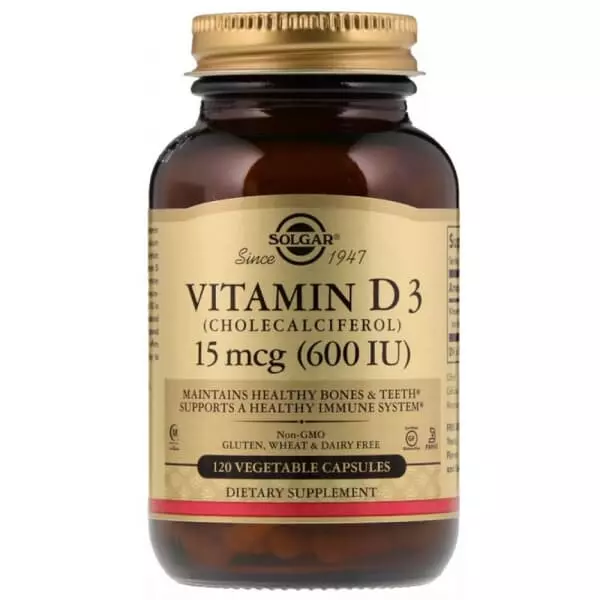 SOLGAR®
Since 1947
VITAMIN D3
(CHOLECALCIFEROL)
15 mcg (600 IU)
MAINTAINS HEALTHY BONES & TEETH*
SUPPORTS A HEALTHY IMMUNE SYSTEM*
Non-GMO
GLUTEN, WHEAT & DAIRY FREE
120 VEGETABLE CAPSULES
DIETARY SUPPLEMENT